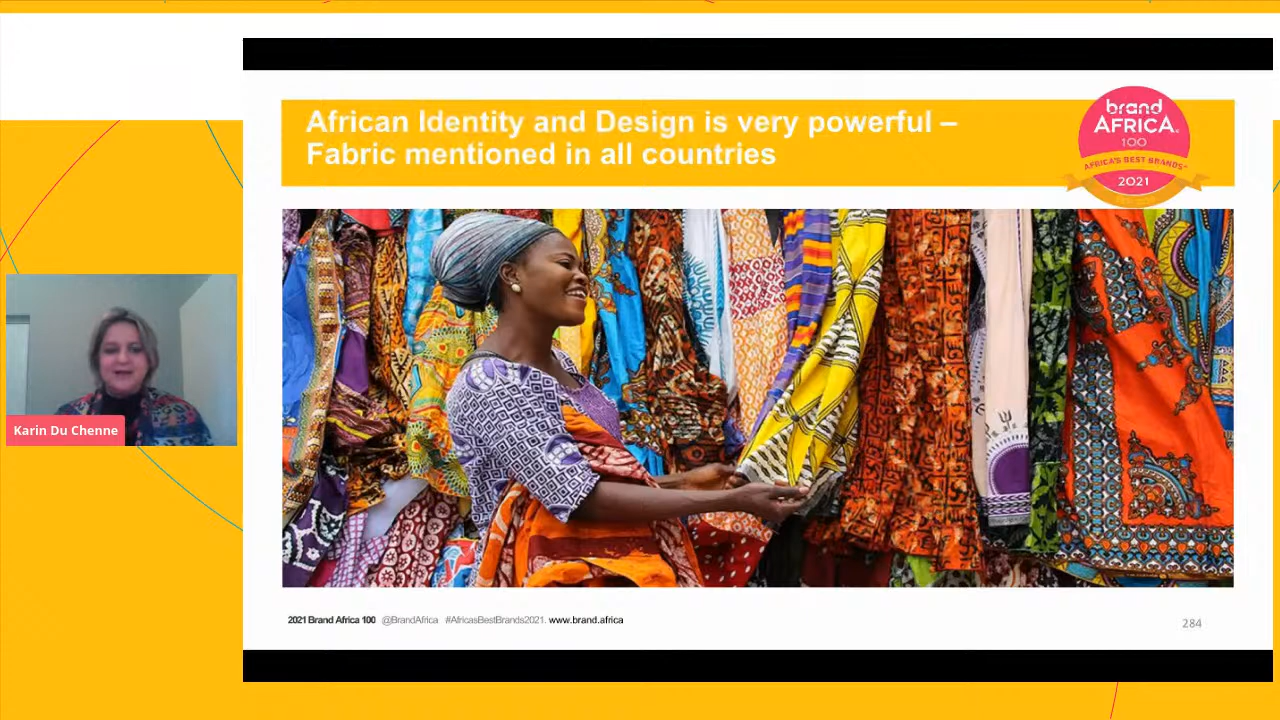 African Identity and Design is very powerful –
Fabric mentioned in all countries
brand
AFRICA®
100
AFRICA'S BEST BRANDS™
2021
Karin Du Chenne
2021 Brand Africa 100 @BrandAfrica #AfricasBestBrands2021. www.brand.africa
284